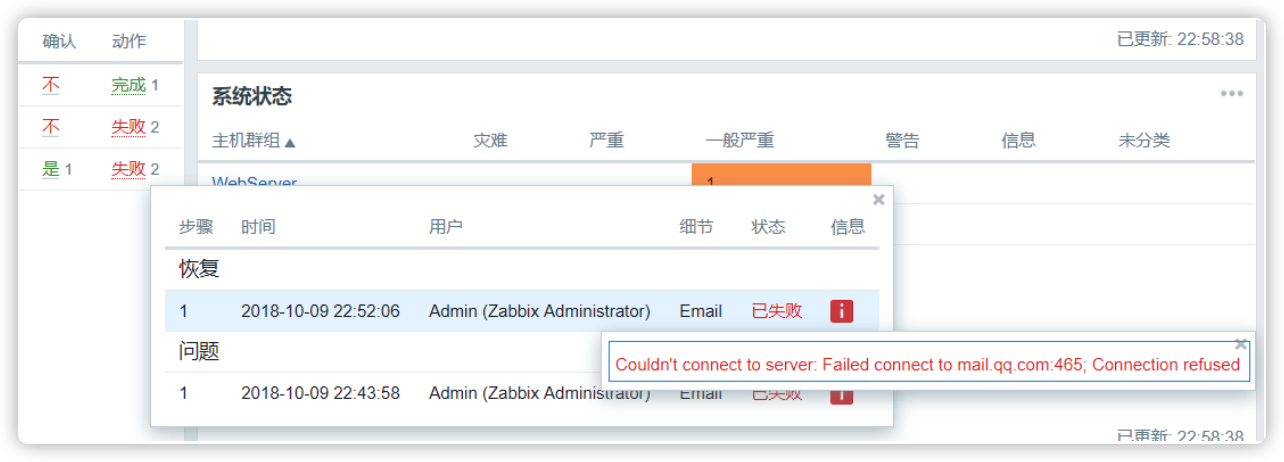 确认 动作
已更新: 22:58:38
不 完成 1
系统状态
不 失败 2
主机群组▲ 灾难 严重 一般严重 警告 信息 未分类
是 1 失败 2
WebServer 1
步骤 时间 用户 细节 状态 信息
恢复
1 2018-10-09 22:52:06 Admin (Zabbix Administrator) Email 已失败 i
问题
Couldn't connect to server: Failed connect to mail.qq.com:465; Connection refused
1 2018-10-09 22:43:58 Admin (Zabbix Administrator) Email 已失败 i
已更新: 22:58:38